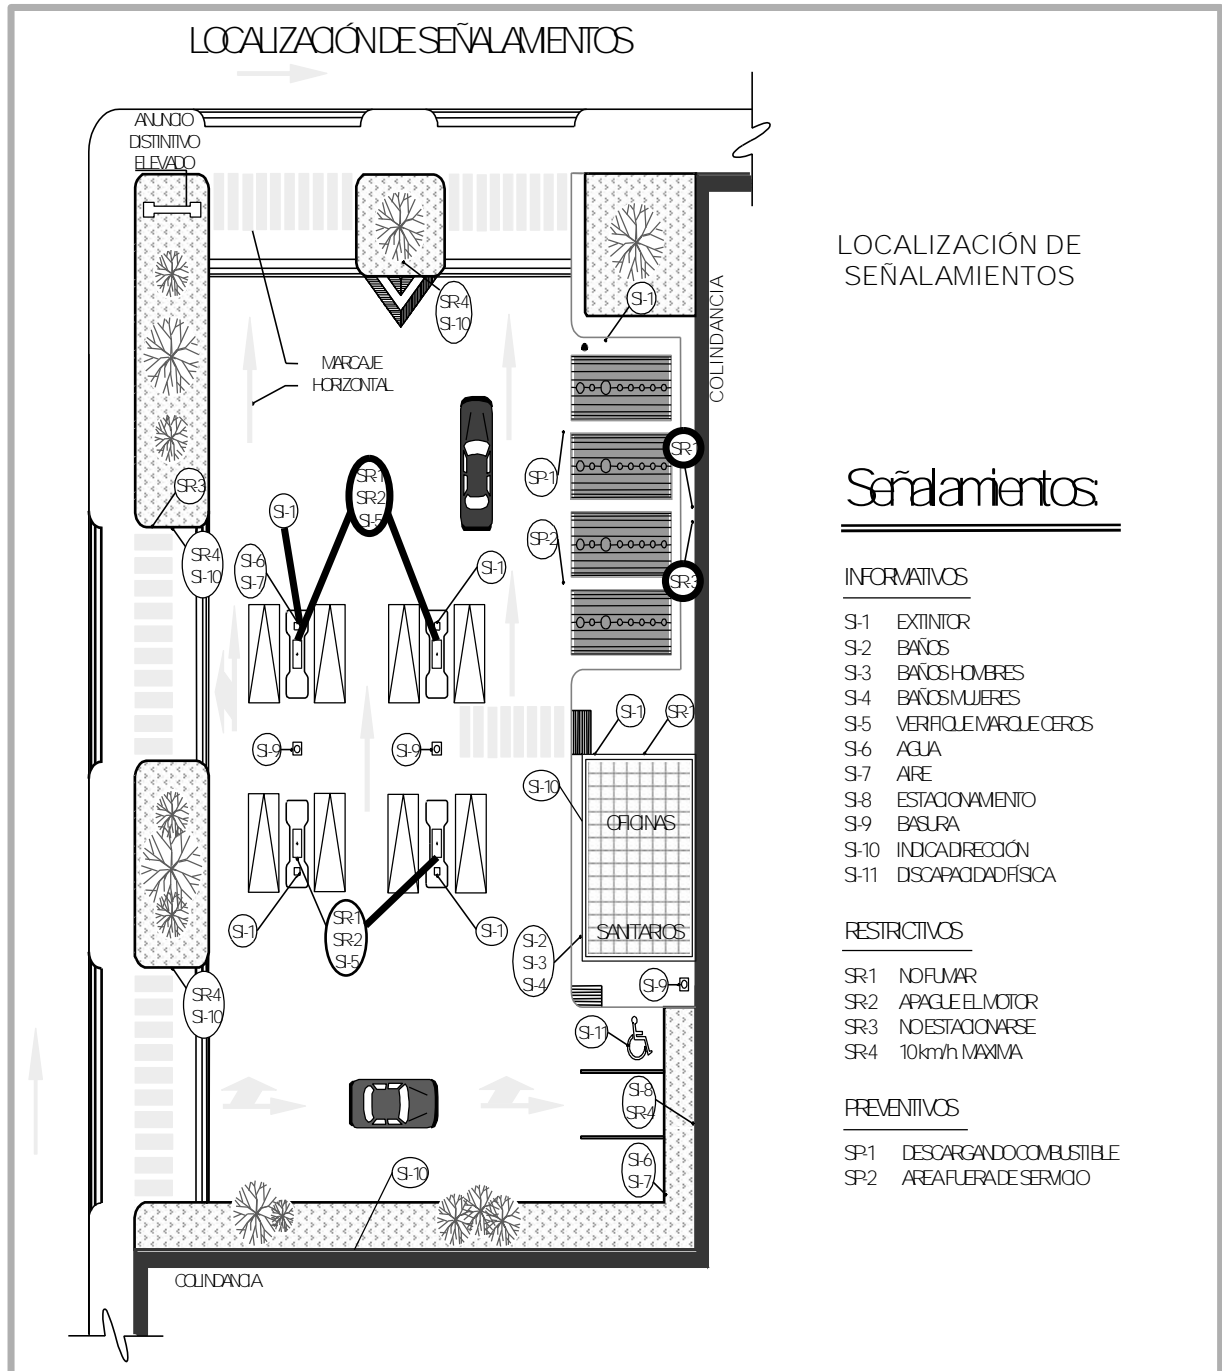 LOCALIZACIÓN DE SEÑALAMIENTOS
ANUNCIO
DISTINTIVO
ELEVADO
LOCALIZACIÓN DE
SEÑALAMIENTOS
COLINDANCIA
SI-1
SR-4
SI-10
MARCAJE
HORIZONTAL
SR-1
SP-1
SR-1
SR-2
SI-5
SR-3
SI-1
SP-2
SR-4
SI-10
SI-6
SI-7
SI-1
SR-3
SI-1
SR-1
SI-9
SI-9
SI-10
OFICINAS
SI-1
SR-1
SR-2
SI-5
SI-1
SANITARIOS
SI-2
SI-3
SI-4
SI-9
SR-4
SI-10
SI-11
SI-8
SR-4
SI-6
SI-7
SI-10
COLINDANCIA
Señalamientos:
INFORMATIVOS
SI-1 EXTINTOR
SI-2 BAÑOS
SI-3 BAÑOS HOMBRES
SI-4 BAÑOS MUJERES
SI-5 VERIFIQUE MARQUE CEROS
SI-6 AGUA
SI-7 AIRE
SI-8 ESTACIONAMIENTO
SI-9 BASURA
SI-10 INDICA DIRECCIÓN
SI-11 DISCAPACIDAD FÍSICA
RESTRICTIVOS
SR-1 NO FUMAR
SR-2 APAGUE EL MOTOR
SR-3 NO ESTACIONARSE
SR-4 10 km/h. MAXIMA
PREVENTIVOS
SP-1 DESCARGANDO COMBUSTIBLE
SP-2 AREA FUERA DE SERVICIO